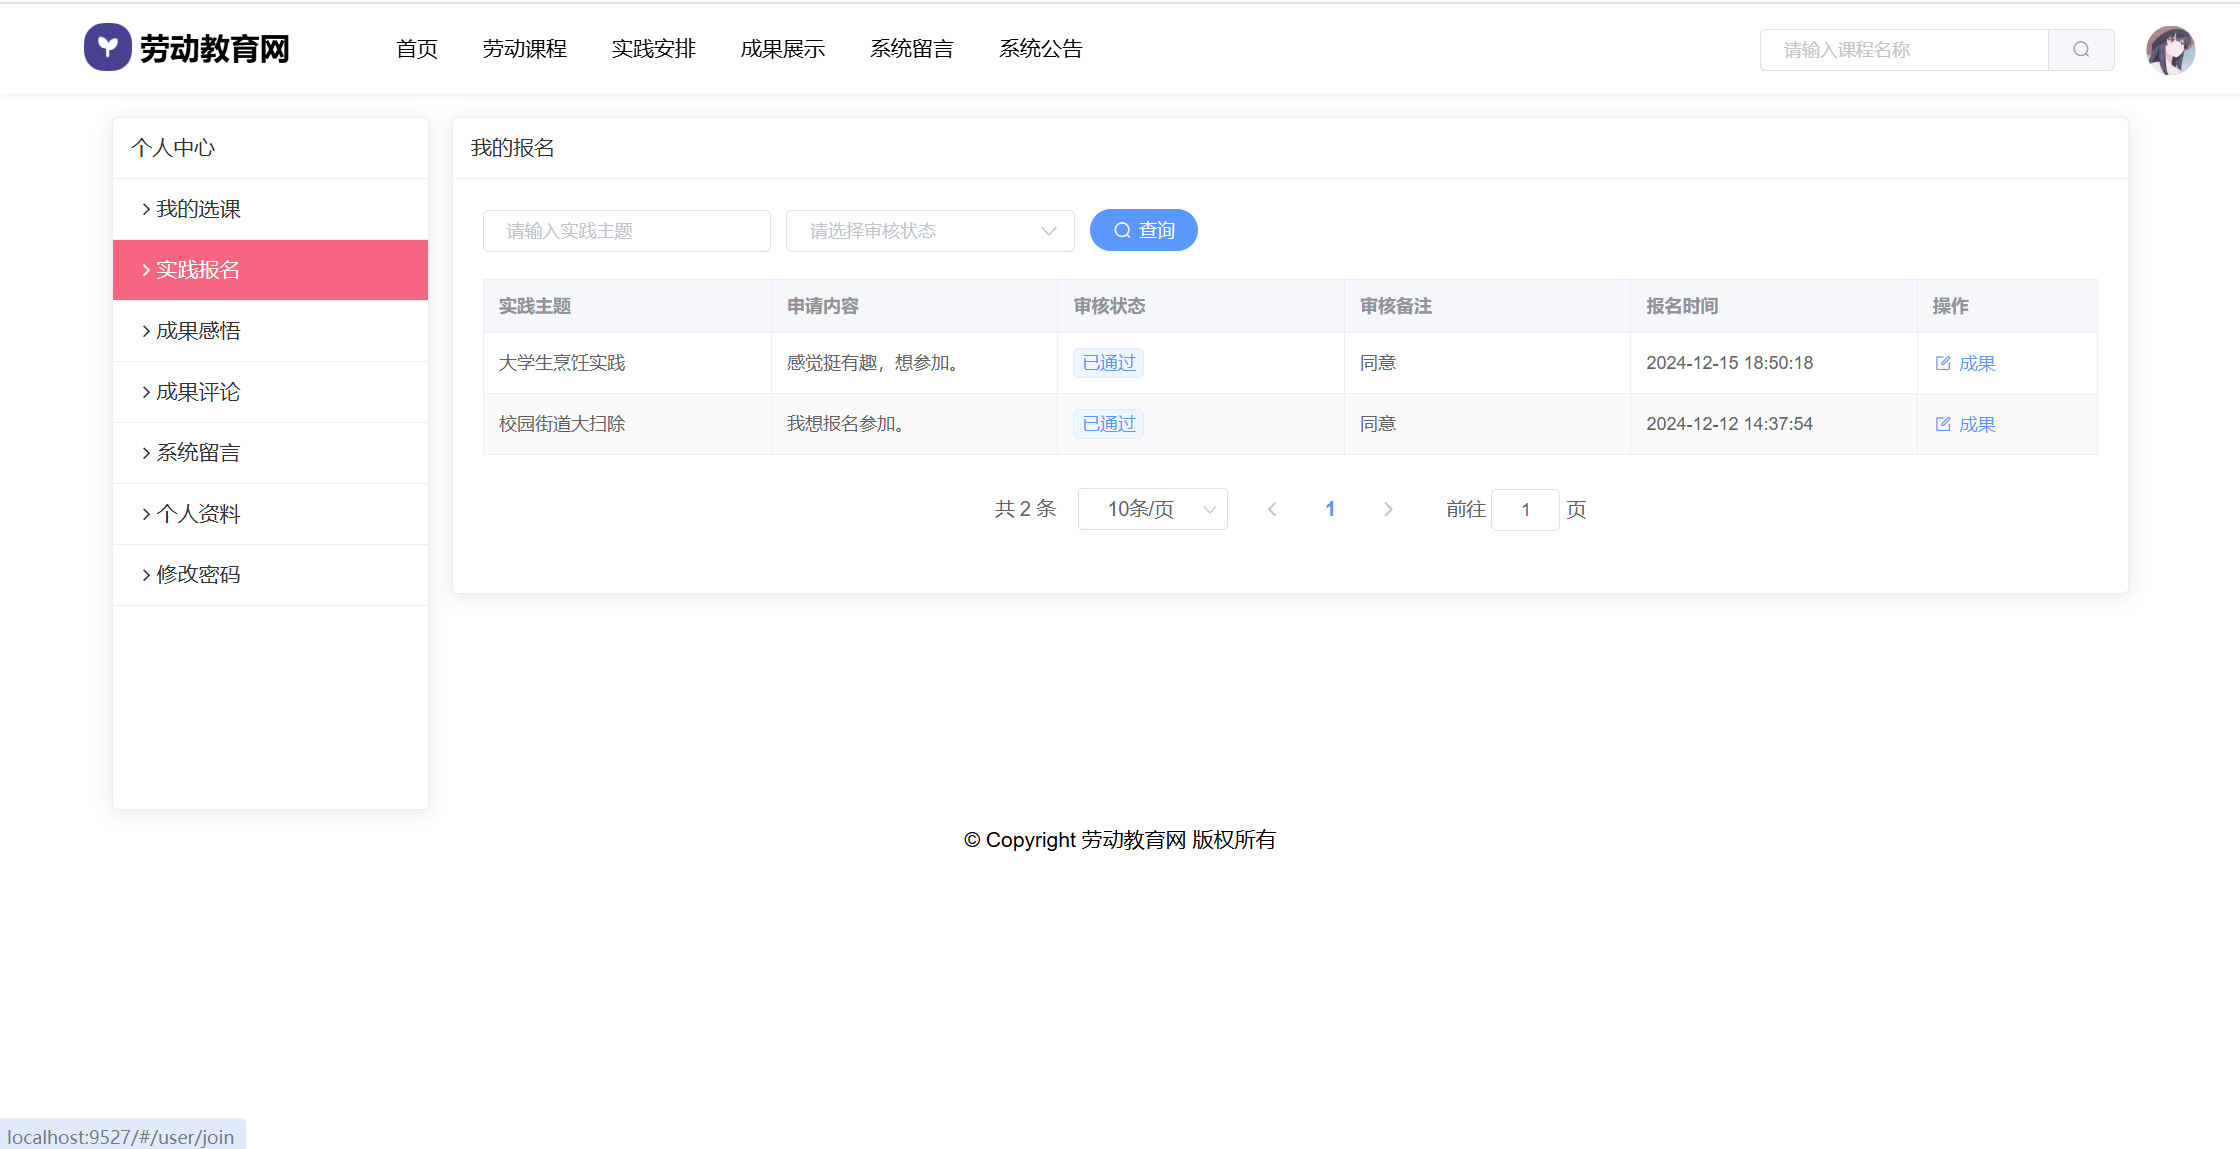 劳动教育网 首页 劳动课程 实践安排 成果展示 系统留言 系统公告 请输入课程名称
个人中心
我的选课
实践报名
成果感悟
成果评论
系统留言
个人资料
修改密码
我的报名
请输入实践主题 请选择审核状态 查询
实践主题 申请内容 审核状态 审核备注 报名时间 操作
大学生烹饪实践 感觉挺有趣，想参加。 已通过 同意 2024-12-15 18:50:18 成果
校园街道大扫除 我想报名参加。 已通过 同意 2024-12-12 14:37:54 成果
共 2 条 10条/页 1 前往 1 页
© Copyright 劳动教育网 版权所有
localhost:9527/#/user/join